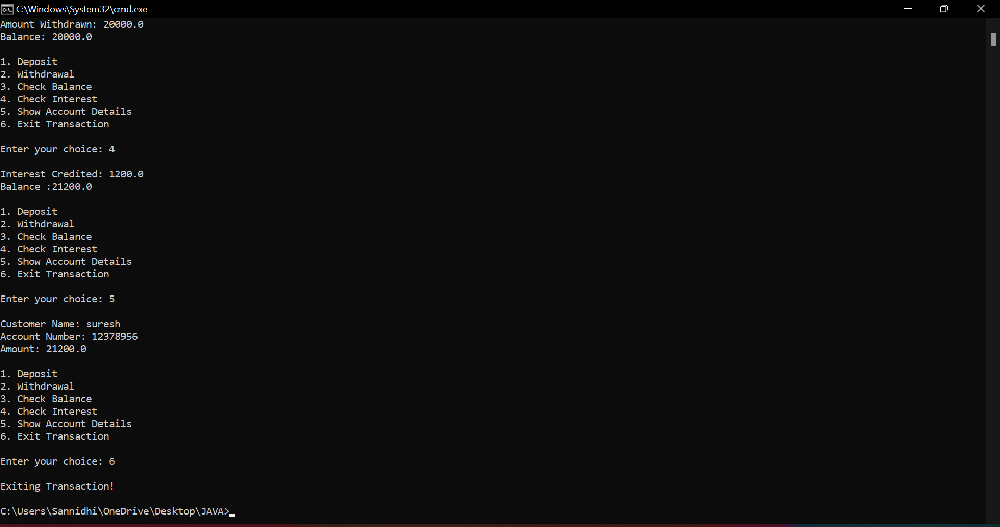 C:\Windows\System32\cmd.exe
Amount Withdrawn: 20000.0
Balance: 20000.0
1. Deposit
2. Withdrawal
3. Check Balance
4. Check Interest
5. Show Account Details
6. Exit Transaction
Enter your choice: 4
Interest Credited: 1200.0
Balance :21200.0
1. Deposit
2. Withdrawal
3. Check Balance
4. Check Interest
5. Show Account Details
6. Exit Transaction
Enter your choice: 5
Customer Name: suresh
Account Number: 12378956
Amount: 21200.0
1. Deposit
2. Withdrawal
3. Check Balance
4. Check Interest
5. Show Account Details
6. Exit Transaction
Enter your choice: 6
Exiting Transaction!
C:\Users\Sannidhi\OneDrive\Desktop\JAVA>